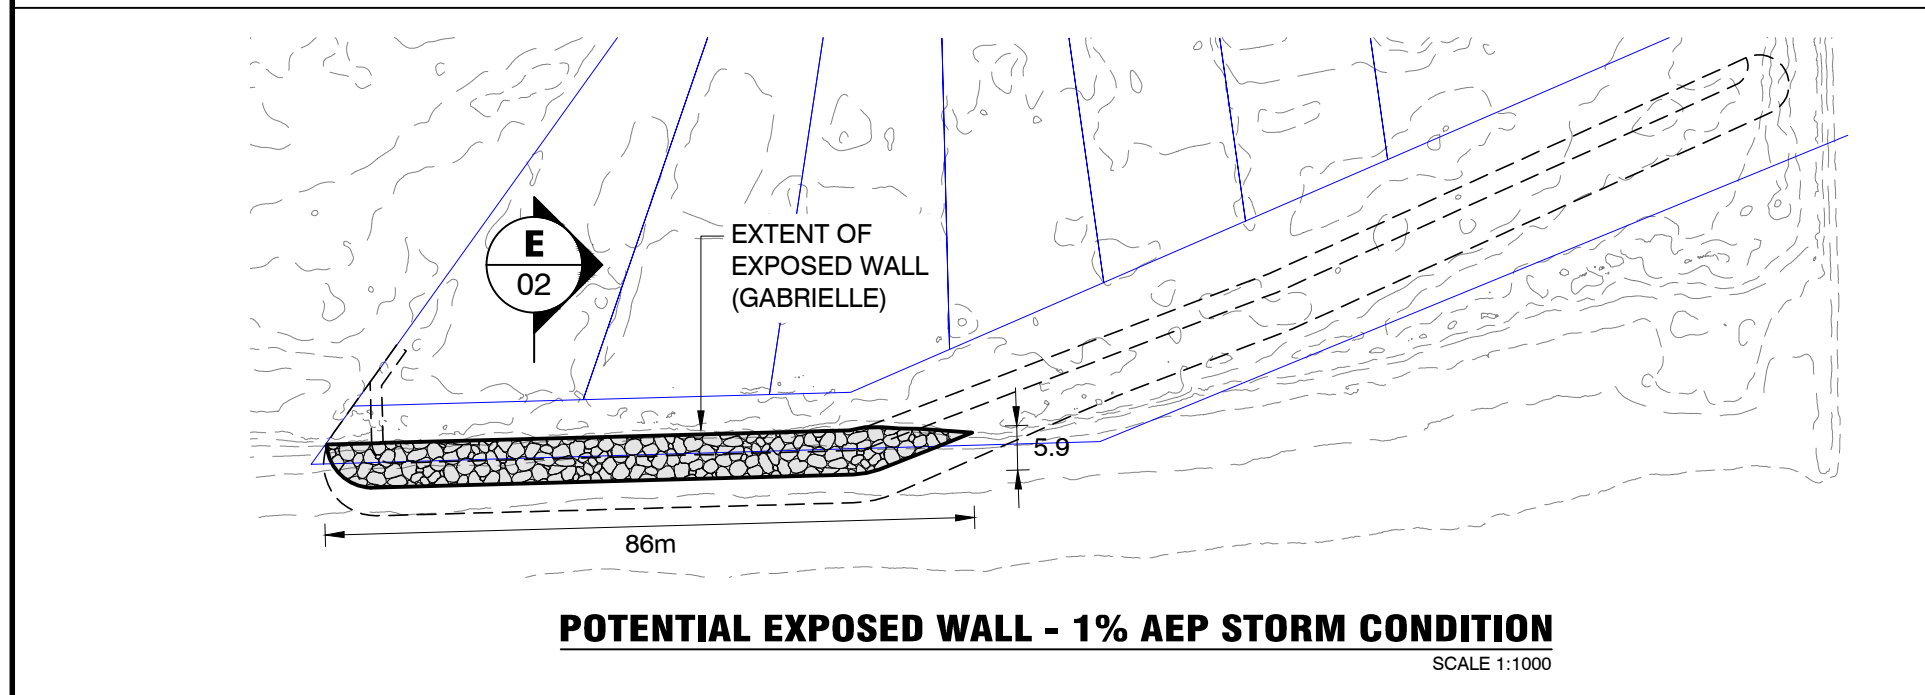 E
02
EXTENT OF
EXPOSED WALL
(GABRIELLE)
5.9
86m
POTENTIAL EXPOSED WALL - 1% AEP STORM CONDITION
SCALE 1:1000